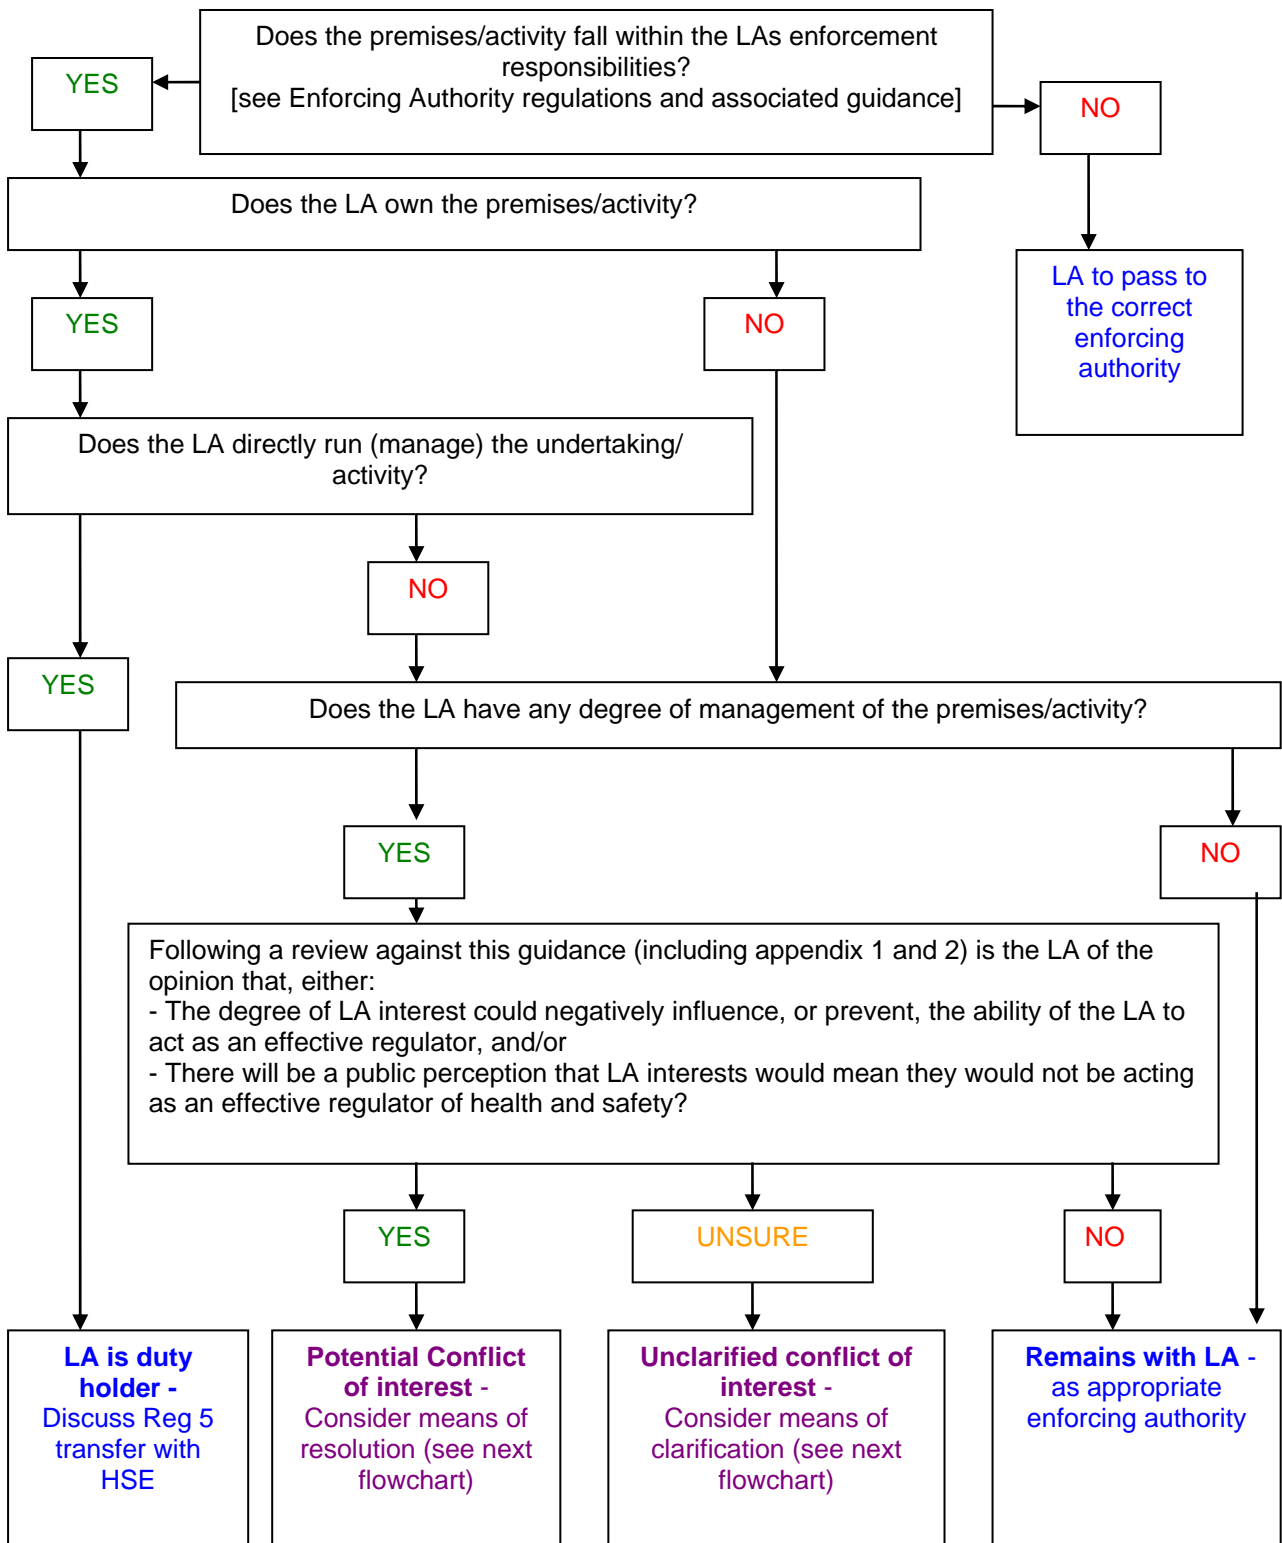 Does the premises/activity fall within the LAs enforcement
responsibilities?
[see Enforcing Authority regulations and associated guidance]
YES
NO
Does the LA own the premises/activity?
LA to pass to
the correct
enforcing
authority
YES
NO
Does the LA directly run (manage) the undertaking/
activity?
NO
YES
Does the LA have any degree of management of the premises/activity?
YES
NO
Following a review against this guidance (including appendix 1 and 2) is the LA of the
opinion that, either:
- The degree of LA interest could negatively influence, or prevent, the ability of the LA to
act as an effective regulator, and/or
- There will be a public perception that LA interests would mean they would not be acting
as an effective regulator of health and safety?
YES
UNSURE
NO
LA is duty
holder -
Discuss Reg 5
transfer with
HSE
Potential Conflict
of interest -
Consider means of
resolution (see next
flowchart)
Unclarified conflict of
interest -
Consider means of
clarification (see next
flowchart)
Remains with LA -
as appropriate
enforcing authority